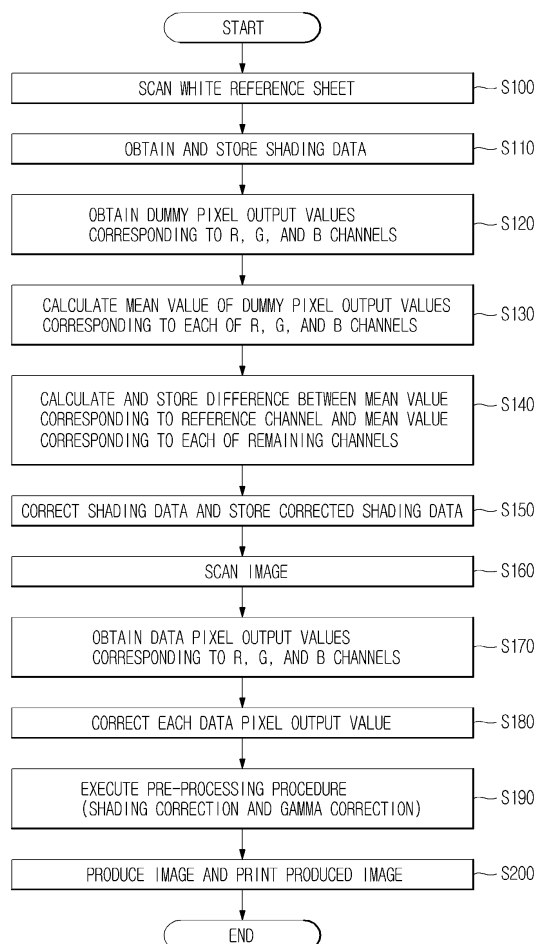 START
SCAN WHITE REFERENCE SHEET
S100
OBTAIN AND STORE SHADING DATA
S110
OBTAIN DUMMY PIXEL OUTPUT VALUES
CORRESPONDING TO R, G, AND B CHANNELS
S120
CALCULATE MEAN VALUE OF DUMMY PIXEL OUTPUT VALUES
CORRESPONDING TO EACH OF R, G, AND B CHANNELS
S130
CALCULATE AND STORE DIFFERENCE BETWEEN MEAN VALUE
CORRESPONDING TO REFERENCE CHANNEL AND MEAN VALUE
CORRESPONDING TO EACH OF REMAINING CHANNELS
S140
CORRECT SHADING DATA AND STORE CORRECTED SHADING DATA
S150
SCAN IMAGE
S160
OBTAIN DATA PIXEL OUTPUT VALUES
CORRESPONDING TO R, G, AND B CHANNELS
S170
CORRECT EACH DATA PIXEL OUTPUT VALUE
S180
EXECUTE PRE-PROCESSING PROCEDURE
(SHADING CORRECTION AND GAMMA CORRECTION)
S190
PRODUCE IMAGE AND PRINT PRODUCED IMAGE
S200
END